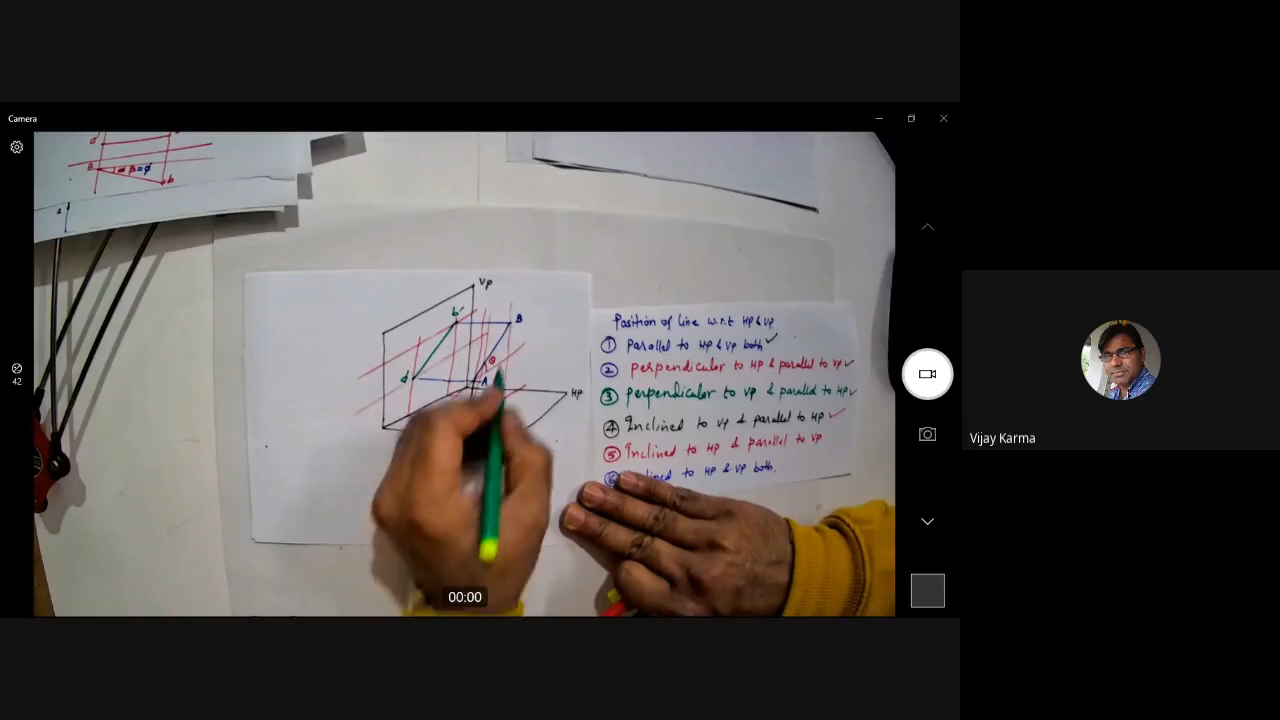 Camera
a'
a
∞ β=φ
b
a'
42
VP
b'
B
θ
a'
A
HP
Position of line w.r.t HP & VP
① Parallel to HP & VP both ✓
② perpendicular to HP & parallel to VP ✓
③ perpendicular to VP & parallel to HP ✓
④ Inclined to VP & parallel to HP ✓
⑤ Inclined to HP & parallel to VP
to HP & VP both.
00:00
Vijay Karma